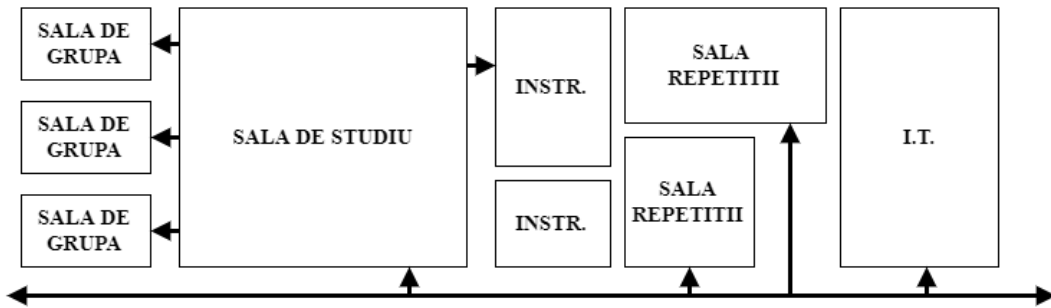 SALA DE
GRUPA
SALA DE
GRUPA
SALA DE
GRUPA
SALA DE STUDIU
INSTR.
INSTR.
SALA
REPETITII
SALA
REPETITII
I.T.